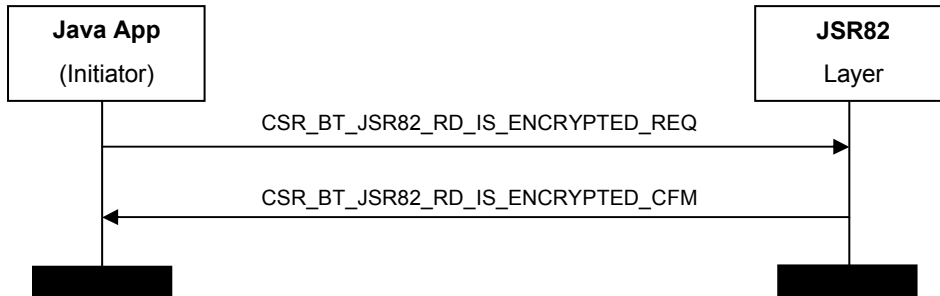 Java App
(Initiator)
JSR82
Layer
CSR_BT_JSR82_RD_IS_ENCRYPTED_REQ
CSR_BT_JSR82_RD_IS_ENCRYPTED_CFM